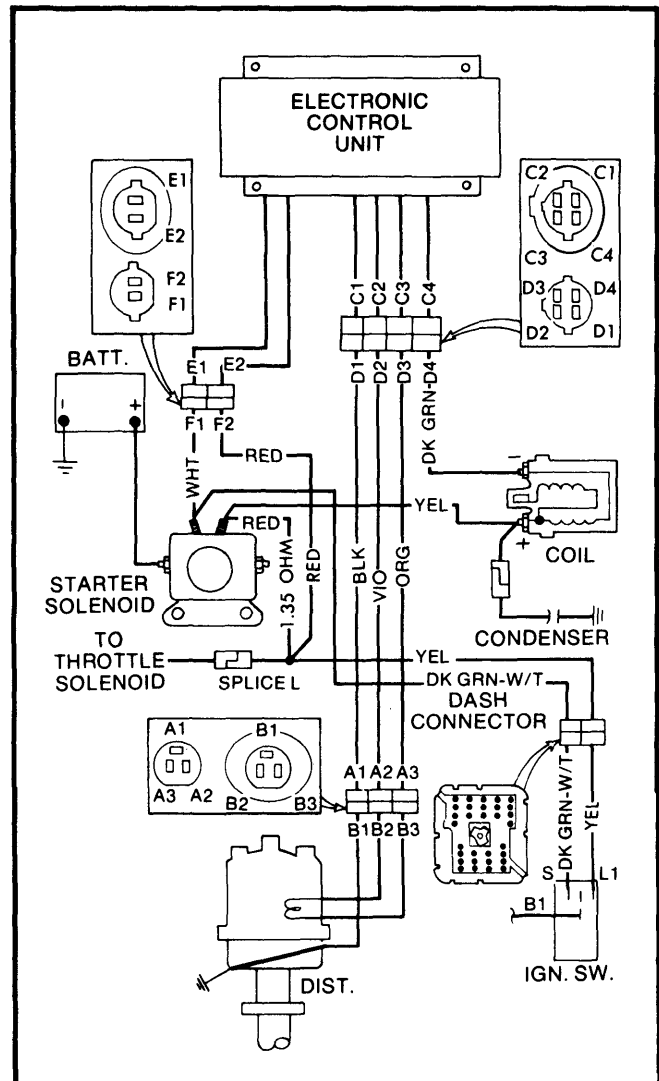 ELECTRONIC
CONTROL
UNIT
E1
E2
F2
F1
C2 C1
C3 C4
D3 D4
D2 D1
BATT.
- +
E1 E2
F1 F2
C1 C2 C3 C4
D1 D2 D3 D4
DK GRN-
RED
WHT
YEL
-
+
COIL
RED
1.35 OHM
RED
BLK
VIO
ORG
STARTER
SOLENOID
CONDENSER
TO
THROTTLE
SOLENOID
SPLICE L
YEL
DK GRN-W/T
DASH
CONNECTOR
A1
A3 A2
B1
B2 B3
A1 A2 A3
B1 B2 B3
DK GRN-W/T
YEL
S L1
B1 I
IGN. SW.
DIST.